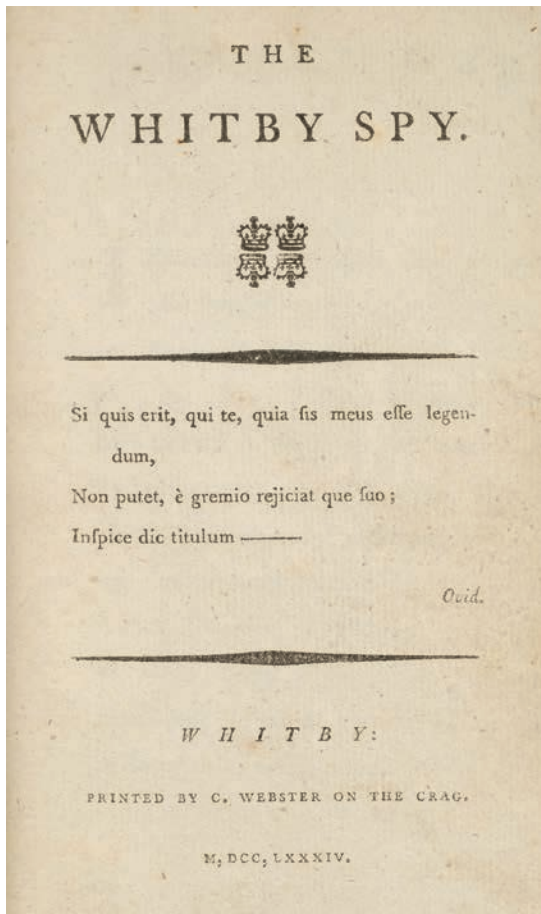 THE
WHITBY SPY.
Si quis erit, qui te, quia ſis meus eſſe legen-
dum,
Non putet, è gremio rejiciat que ſuo ;
Inſpice dic titulum ———
Ovid.
WHITBY:
PRINTED BY C. WEBSTER ON THE CRAG.
M,DCC,LXXXIV.